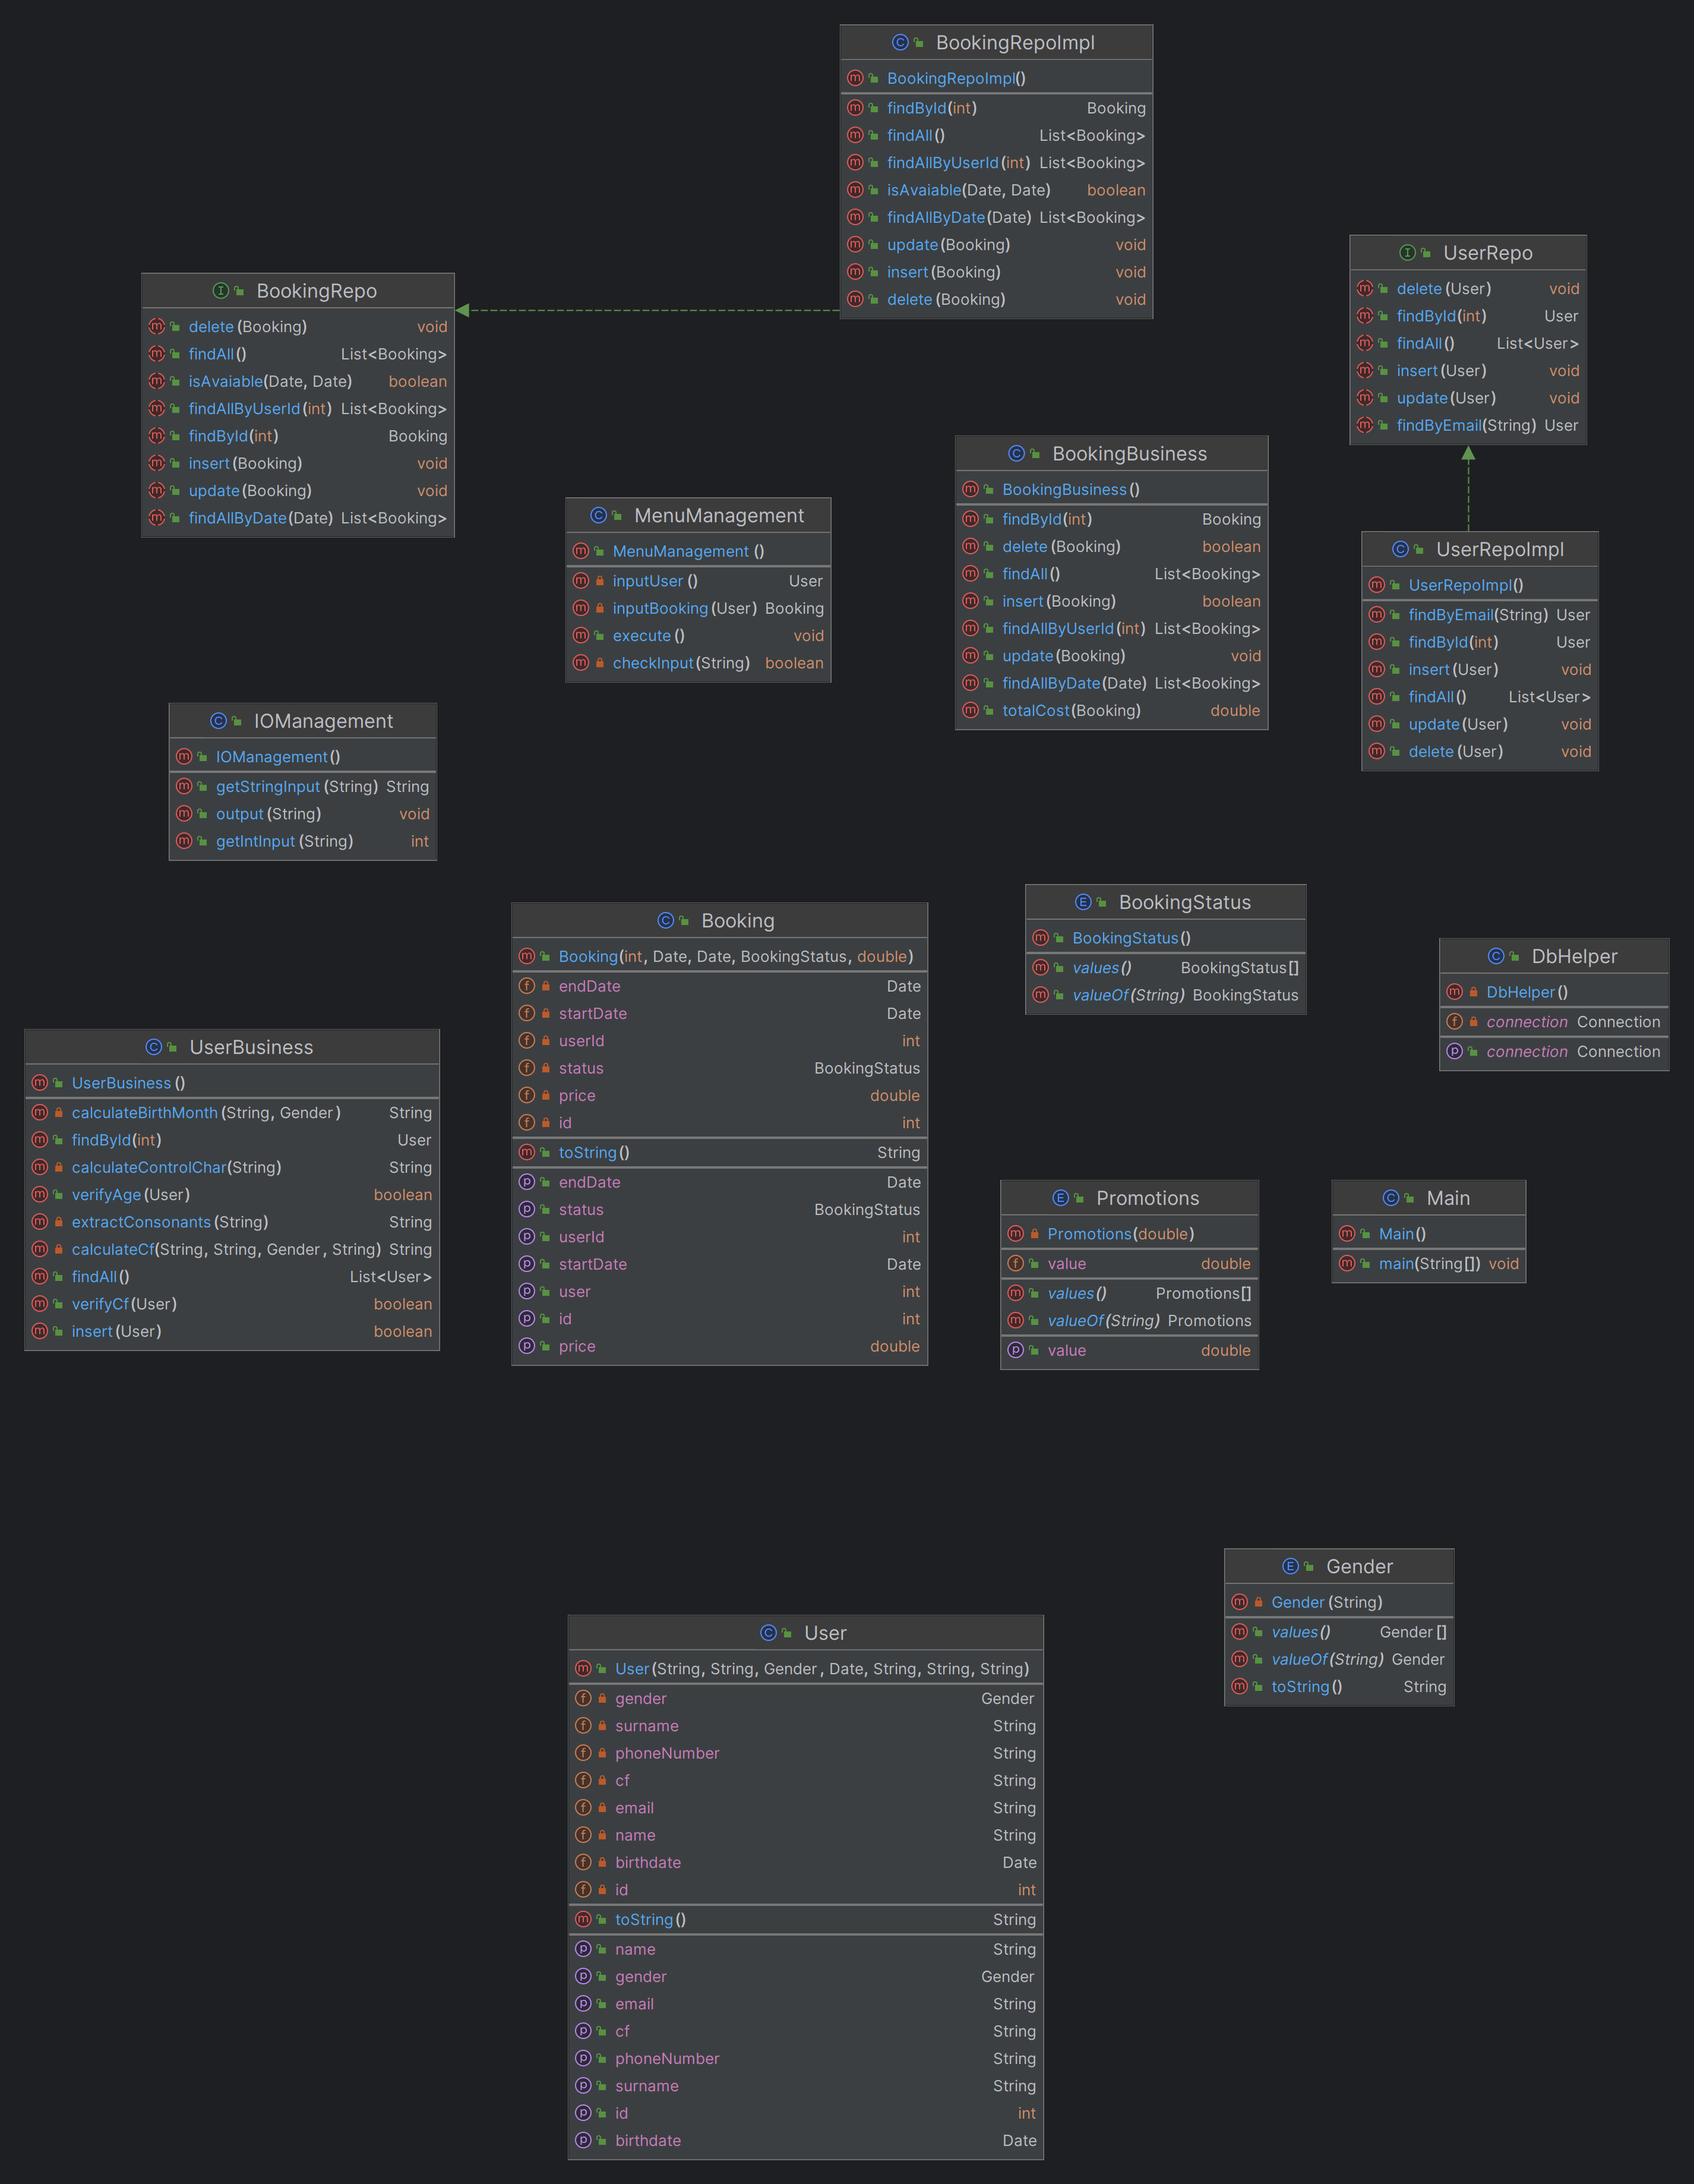 BookingRepoImpl
BookingRepoImpl()
findById(int) Booking
findAll() List<Booking>
findAllByUserId(int) List<Booking>
isAvaiable(Date, Date) boolean
findAllByDate(Date) List<Booking>
update(Booking) void
insert(Booking) void
delete(Booking) void
UserRepo
delete(User) void
findById(int) User
findAll() List<User>
insert(User) void
update(User) void
findByEmail(String) User
BookingRepo
delete(Booking) void
findAll() List<Booking>
isAvaiable(Date, Date) boolean
findAllByUserId(int) List<Booking>
findById(int) Booking
insert(Booking) void
update(Booking) void
findAllByDate(Date) List<Booking>
BookingBusiness
BookingBusiness()
findById(int) Booking
delete(Booking) boolean
findAll() List<Booking>
insert(Booking) boolean
findAllByUserId(int) List<Booking>
update(Booking) void
findAllByDate(Date) List<Booking>
totalCost(Booking) double
MenuManagement
MenuManagement()
inputUser() User
inputBooking(User) Booking
execute() void
checkInput(String) boolean
UserRepoImpl
UserRepoImpl()
findByEmail(String) User
findById(int) User
insert(User) void
findAll() List<User>
update(User) void
delete(User) void
IOManagement
IOManagement()
getStringInput(String) String
output(String) void
getIntInput(String) int
Booking
Booking(int, Date, Date, BookingStatus, double)
endDate Date
startDate Date
userId int
status BookingStatus
price double
id int
toString() String
endDate Date
status BookingStatus
userId int
startDate Date
user int
id int
price double
BookingStatus
BookingStatus()
values() BookingStatus[]
valueOf(String) BookingStatus
DbHelper
DbHelper()
connection Connection
connection Connection
UserBusiness
UserBusiness()
calculateBirthMonth(String, Gender) String
findById(int) User
calculateControlChar(String) String
verifyAge(User) boolean
extractConsonants(String) String
calculateCf(String, String, Gender, String) String
findAll() List<User>
verifyCf(User) boolean
insert(User) boolean
Promotions
Promotions(double)
value double
values() Promotions[]
valueOf(String) Promotions
value double
Main
Main()
main(String[]) void
Gender
Gender(String)
values() Gender[]
valueOf(String) Gender
toString() String
User
User(String, String, Gender, Date, String, String, String)
gender Gender
surname String
phoneNumber String
cf String
email String
name String
birthdate Date
id int
toString() String
name String
gender Gender
email String
cf String
phoneNumber String
surname String
id int
birthdate Date